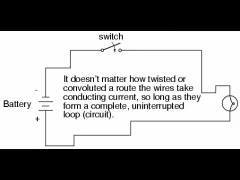 switch
It doesn't matter how twisted or
convoluted a route the wires take
conducting current, so long as they
form a complete, uninterrupted
loop (circuit).
-
Battery
+